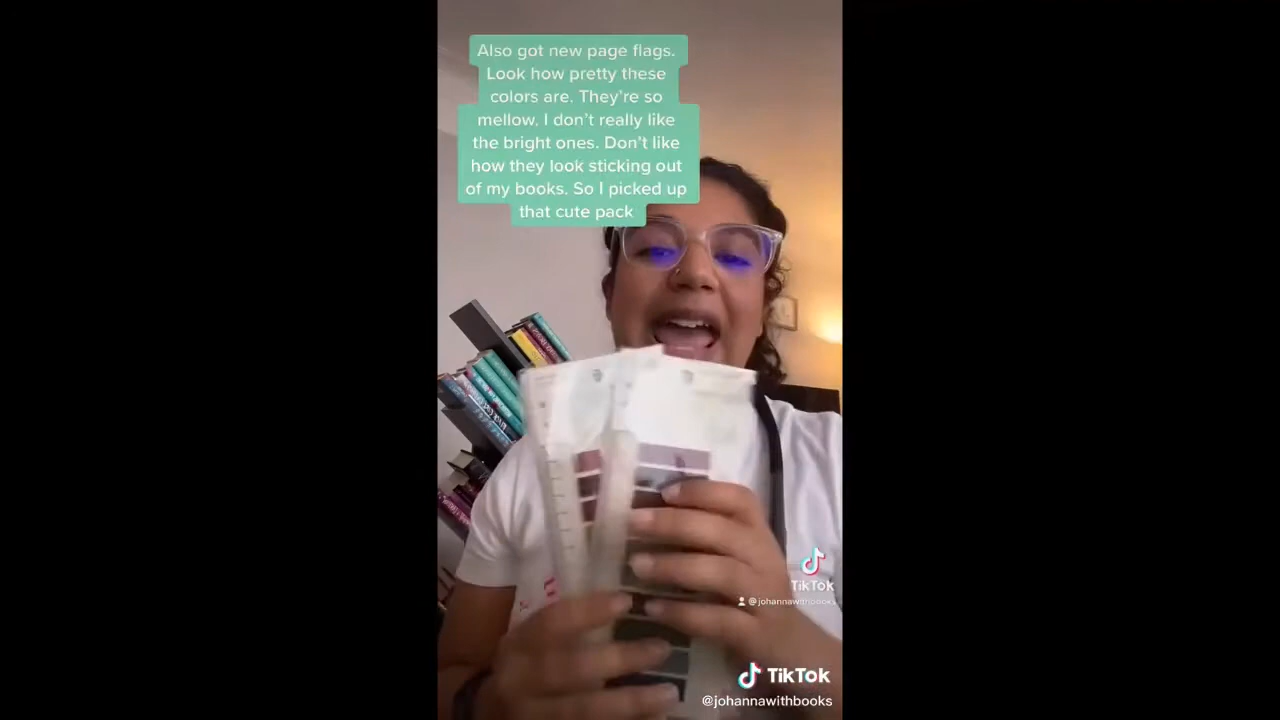 Also got new page flags.
Look how pretty these
colors are. They're so
mellow. I don't really like
the bright ones. Don't like
how they look sticking out
of my books. So I picked up
that cute pack
TikTok
@johannawithbooks
TikTok
@johannawithbooks